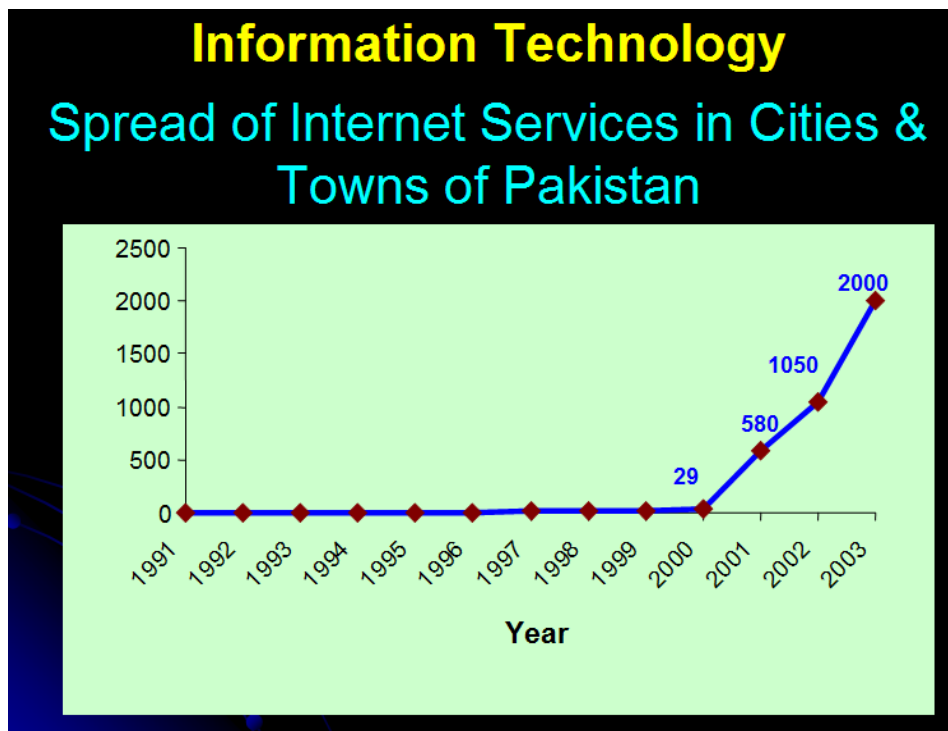 Information Technology
Spread of Internet Services in Cities &
Towns of Pakistan
2500
2000
1500
1000
500
0
2000
1050
580
29
1991 1992 1993 1994 1995 1996 1997 1998 1999 2000 2001 2002 2003
Year